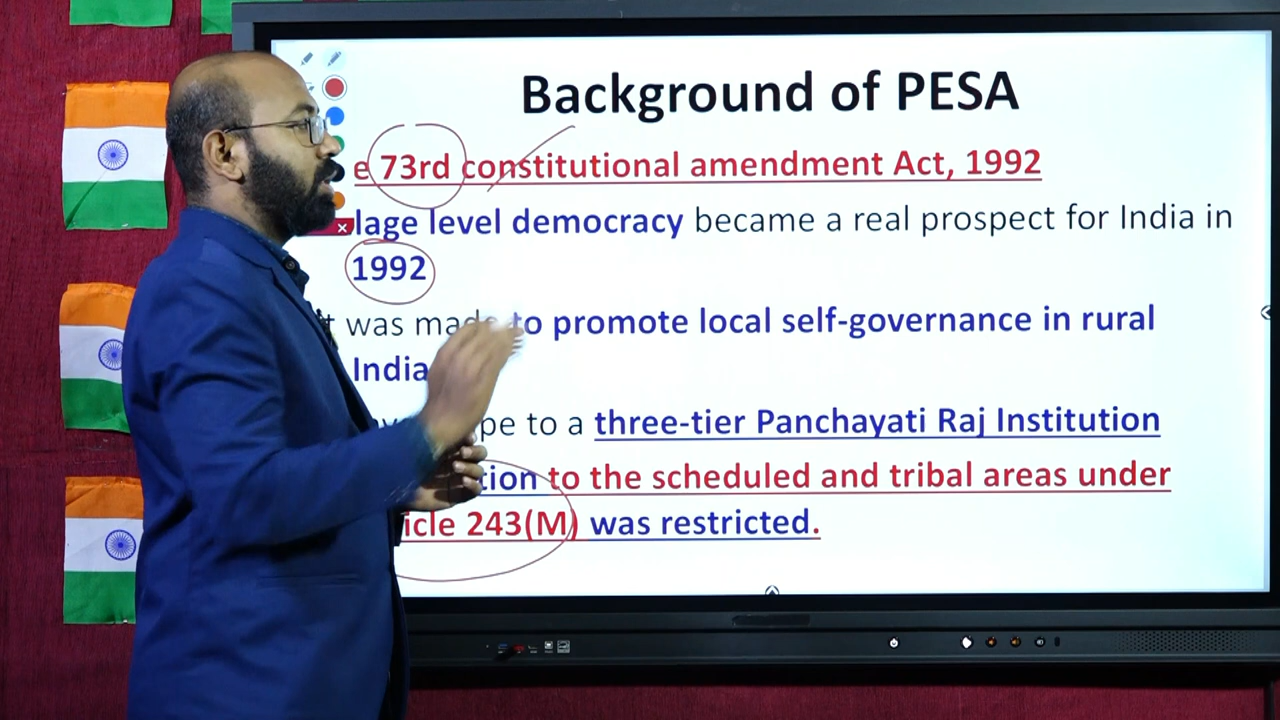 Background of PESA
e 73rd constitutional amendment Act, 1992
lage level democracy became a real prospect for India in
1992
t was made to promote local self-governance in rural
India
pe to a three-tier Panchayati Raj Institution
tion to the scheduled and tribal areas under
icle 243(M) was restricted.